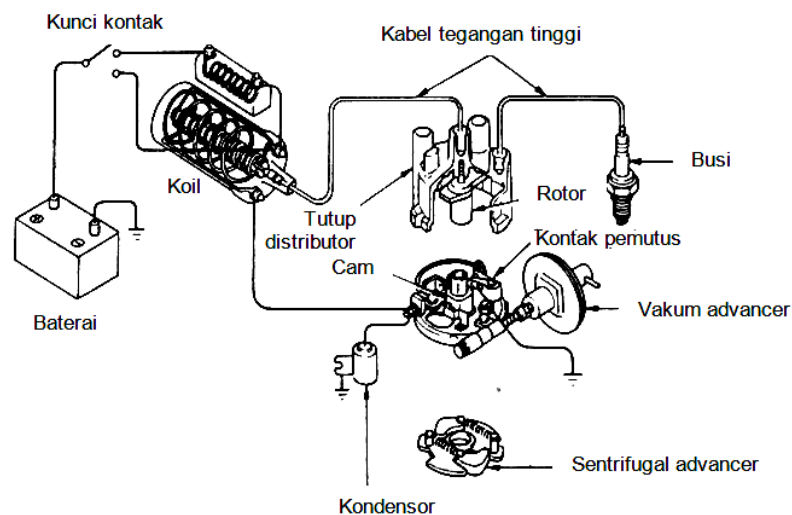 Kunci kontak
Kabel tegangan tinggi
Koil
Busi
Rotor
Tutup
distributor
Kontak pemutus
Cam
Baterai
Vakum advancer
Sentrifugal advancer
Kondensor